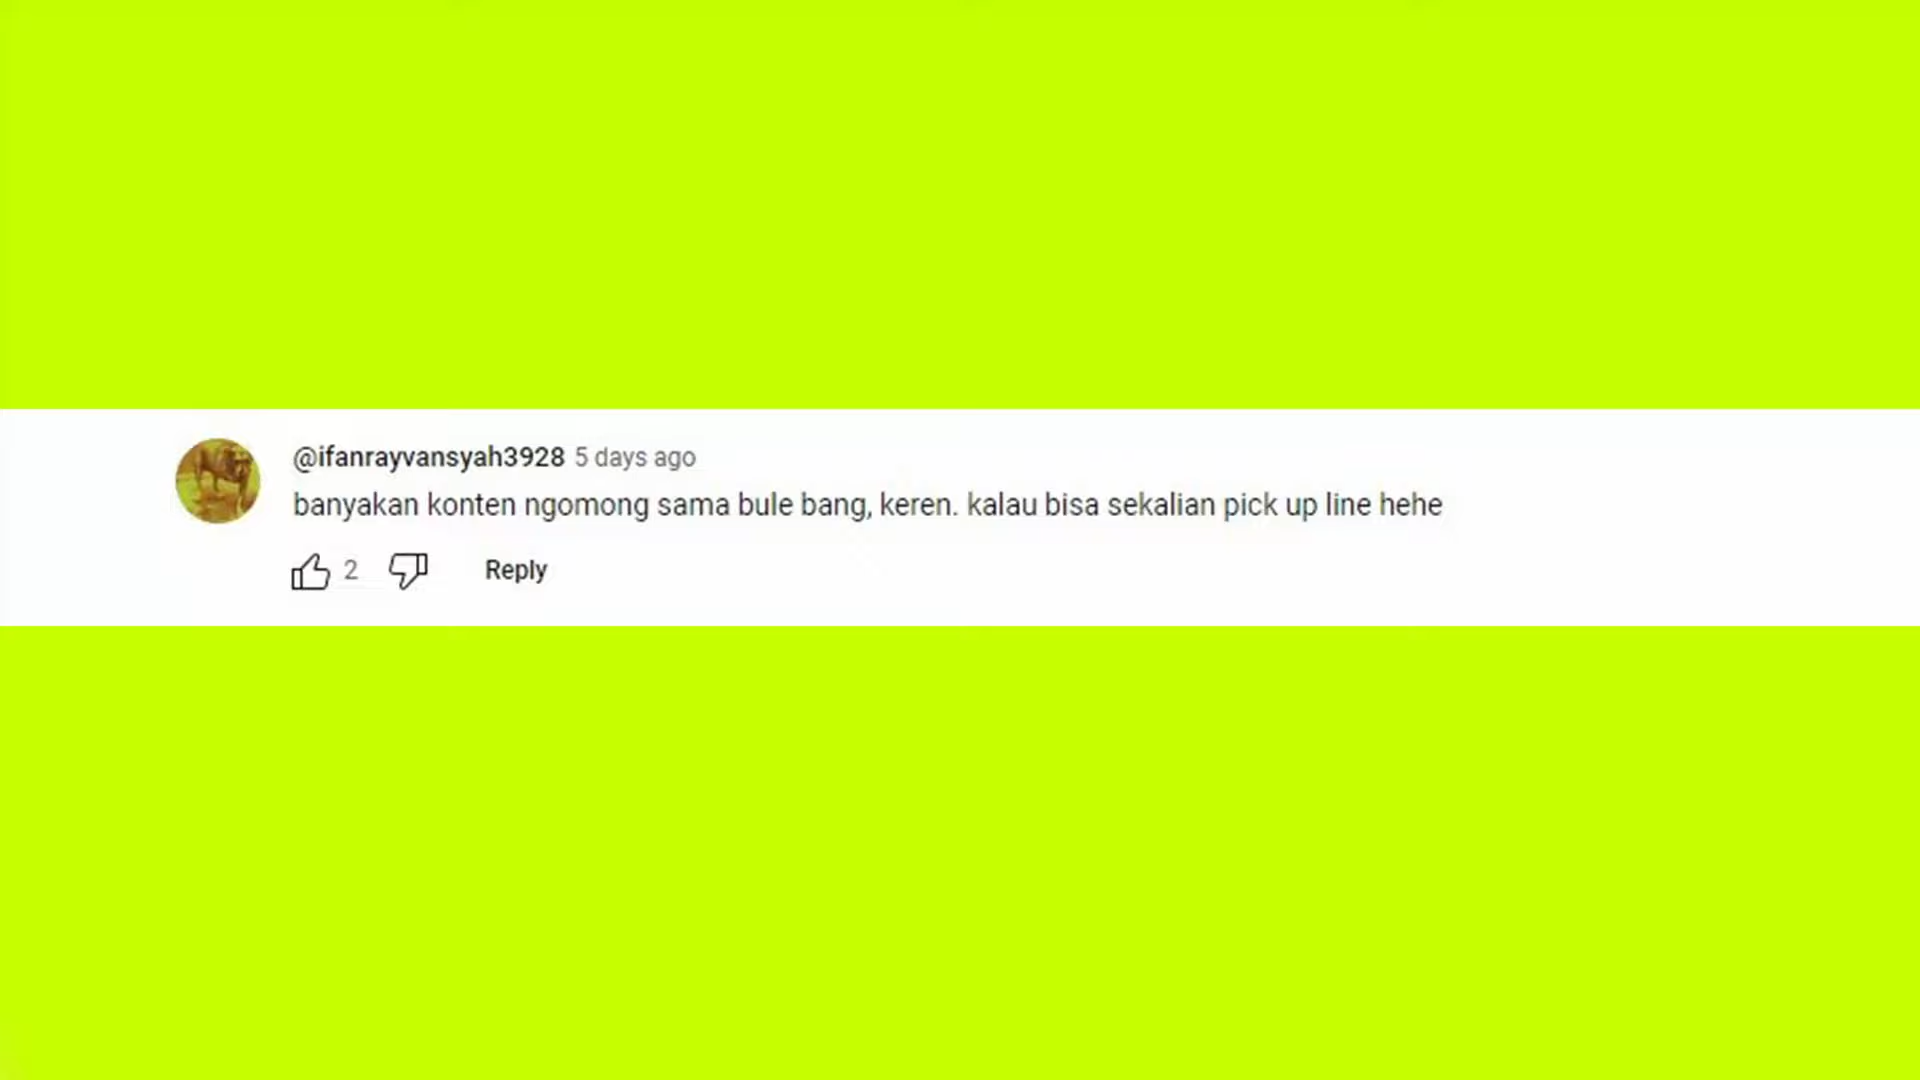 @ifanrayvansyah3928 5 days ago
banyakan konten ngomong sama bule bang, keren. kalau bisa sekalian pick up line hehe
2 Reply